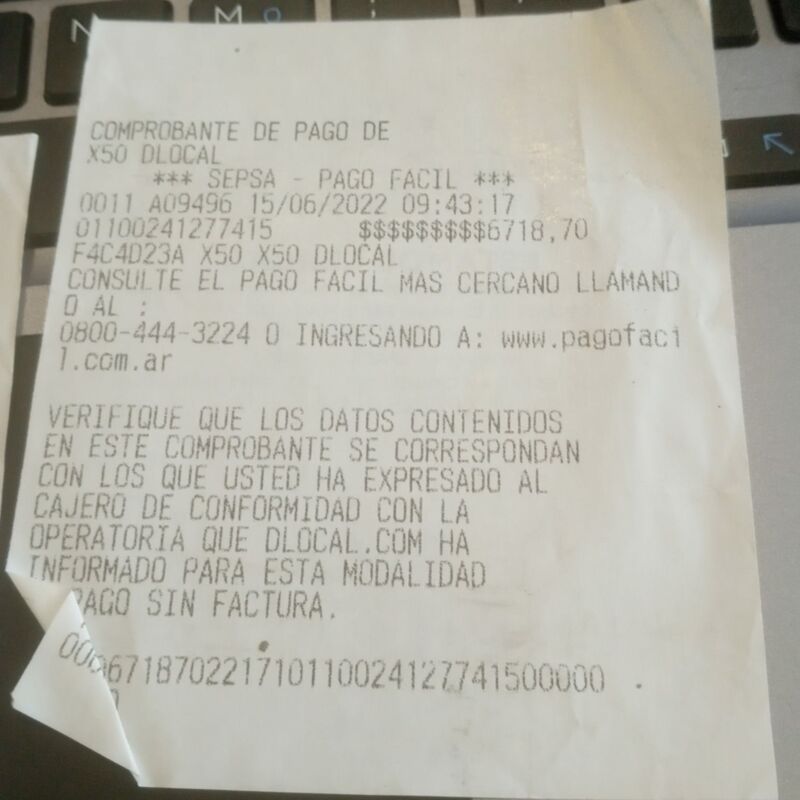 N
M
O
COMPROBANTE DE PAGO DE
X50 DLOCAL
*** SEPSA - PAGO FACIL ***
0011 A09496 15/06/2022 09:43:17
01100241277415 $$$$$$$$$6718,70
F4C4D23A X50 X50 DLOCAL
CONSULTE EL PAGO FACIL MAS CERCANO LLAMAND
O AL :
0800-444-3224 O INGRESANDO A: www.pagofaci
l.com.ar
VERIFIQUE QUE LOS DATOS CONTENIDOS
EN ESTE COMPROBANTE SE CORRESPONDAN
CON LOS QUE USTED HA EXPRESADO AL
CAJERO DE CONFORMIDAD CON LA
OPERATORIA QUE DLOCAL.COM HA
INFORMADO PARA ESTA MODALIDAD
PAGO SIN FACTURA.